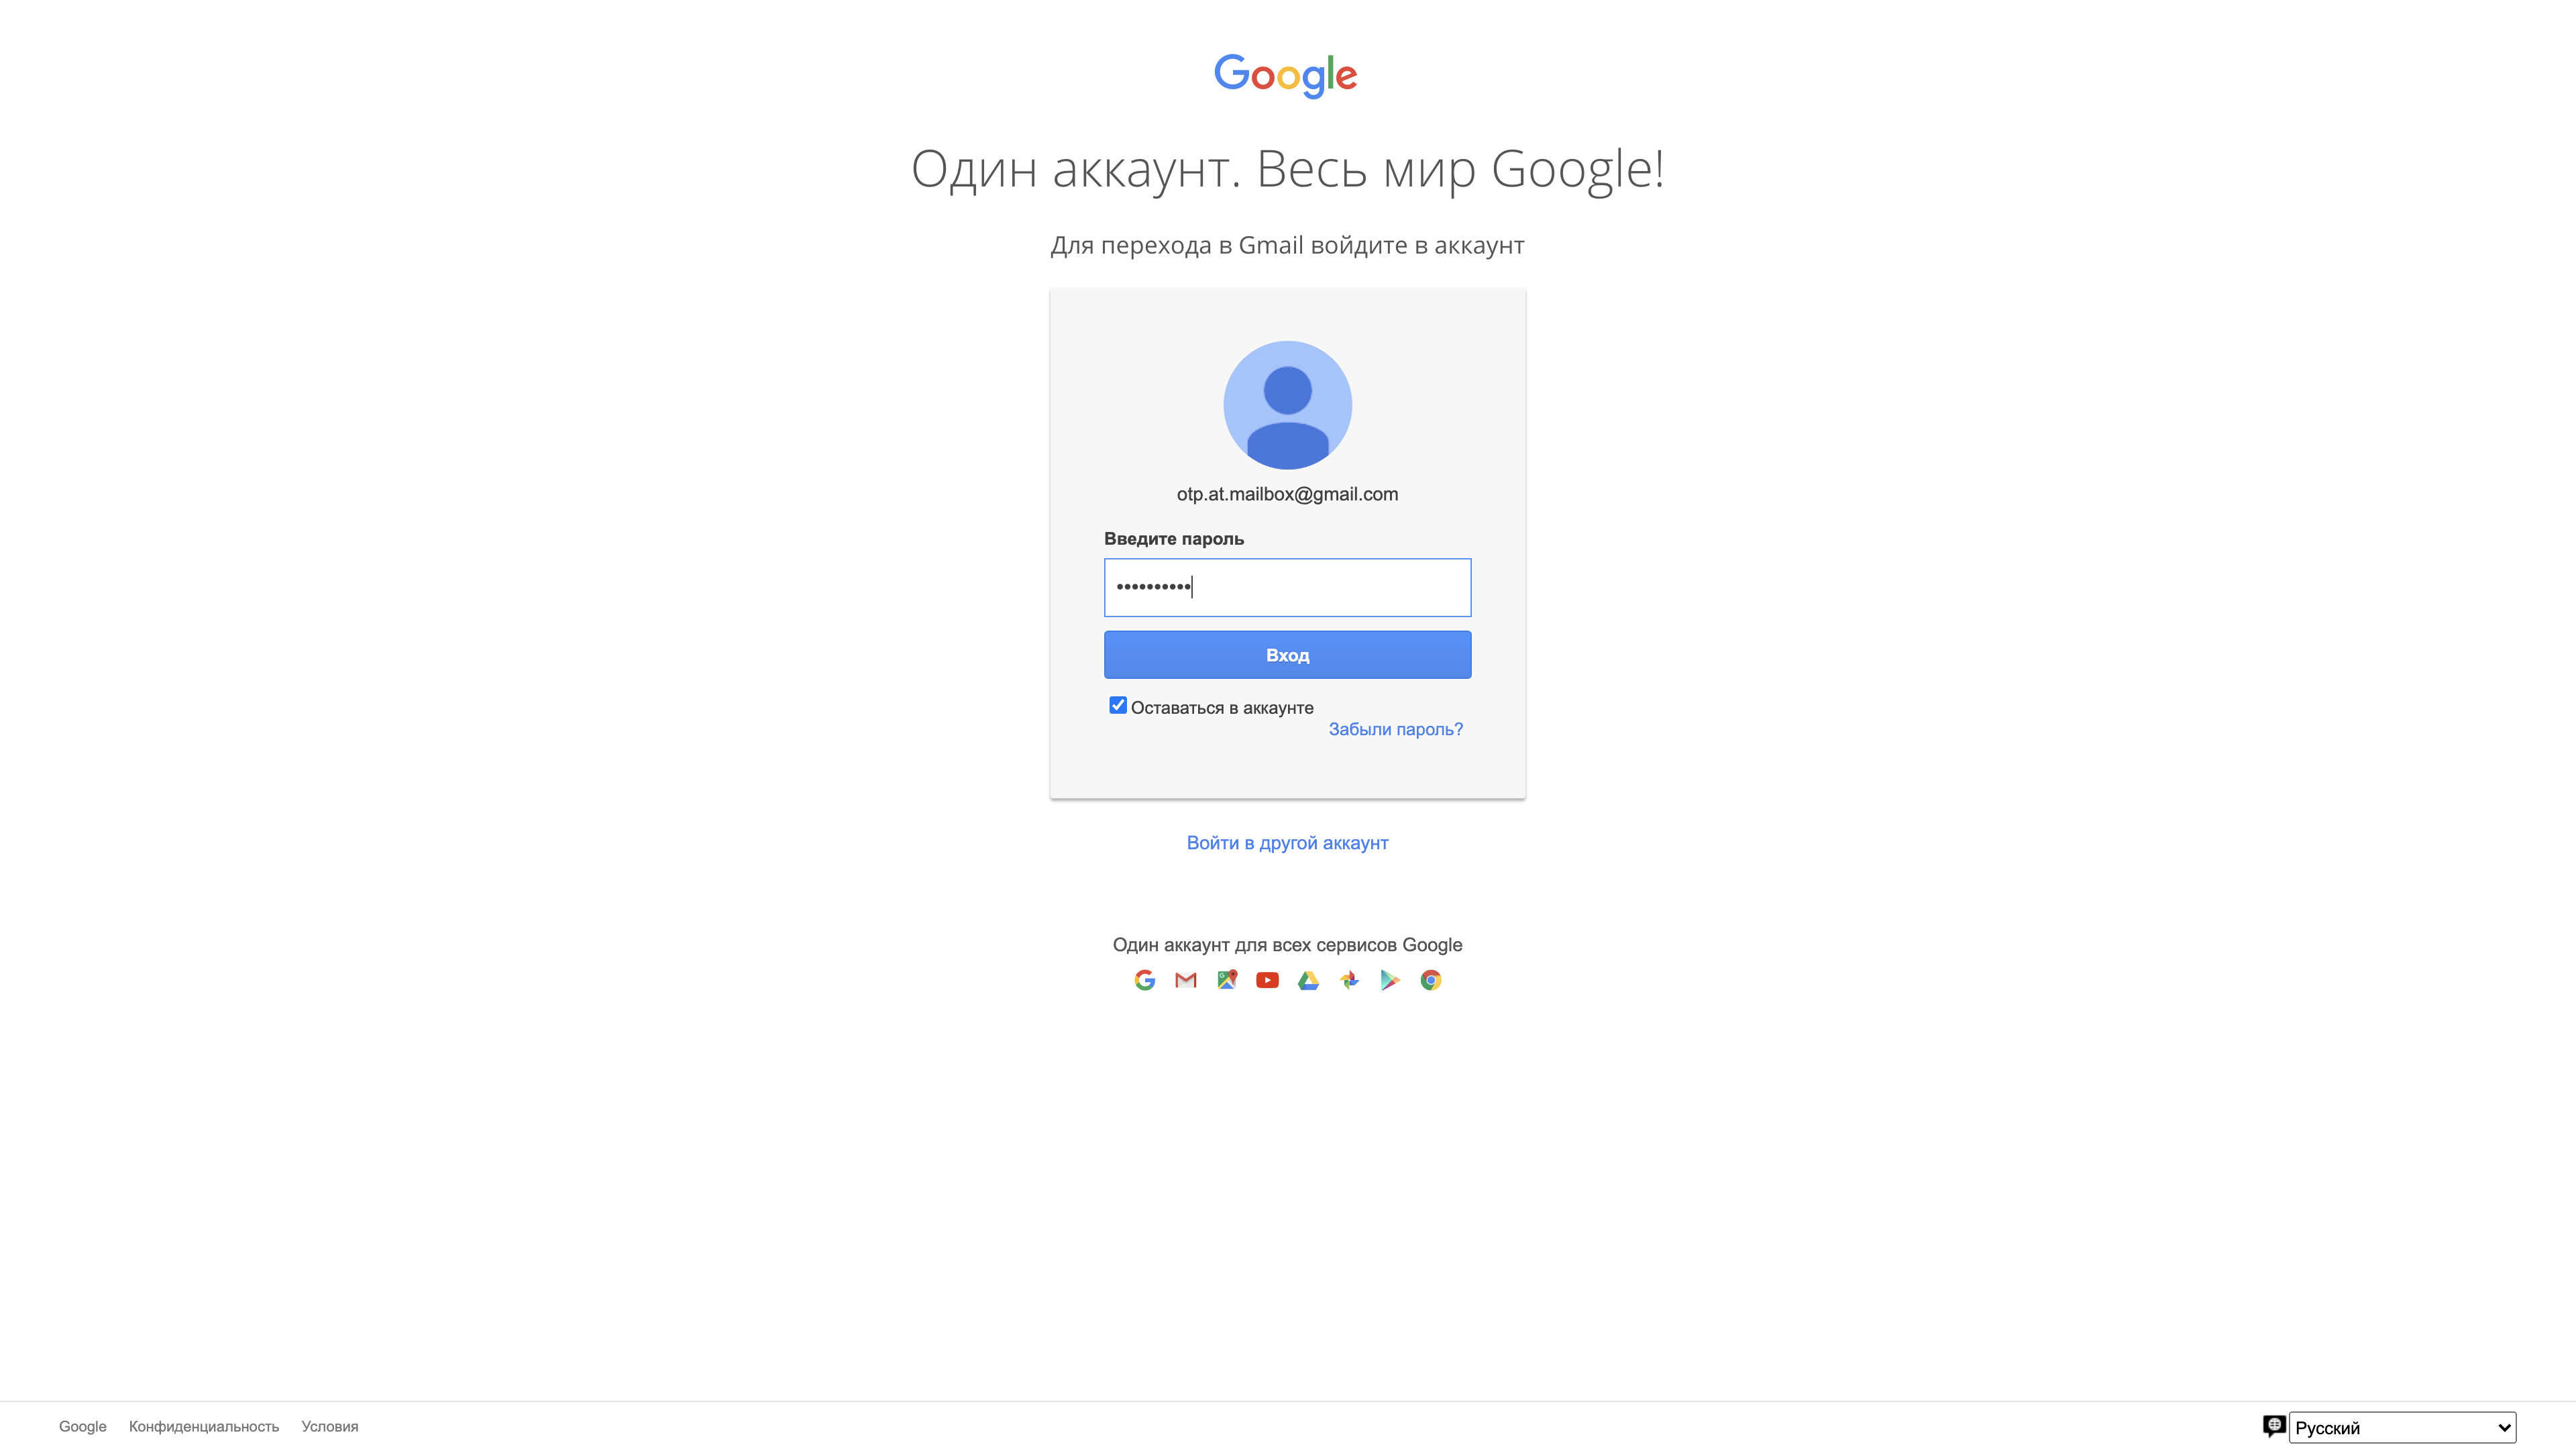 Google
Один аккаунт. Весь мир Google!
Для перехода в Gmail войдите в аккаунт
otp.at.mailbox@gmail.com
Введите пароль
••••••••••
Вход
Оставаться в аккаунте
Забыли пароль?
Войти в другой аккаунт
Один аккаунт для всех сервисов Google
Google Конфиденциальность Условия Русский